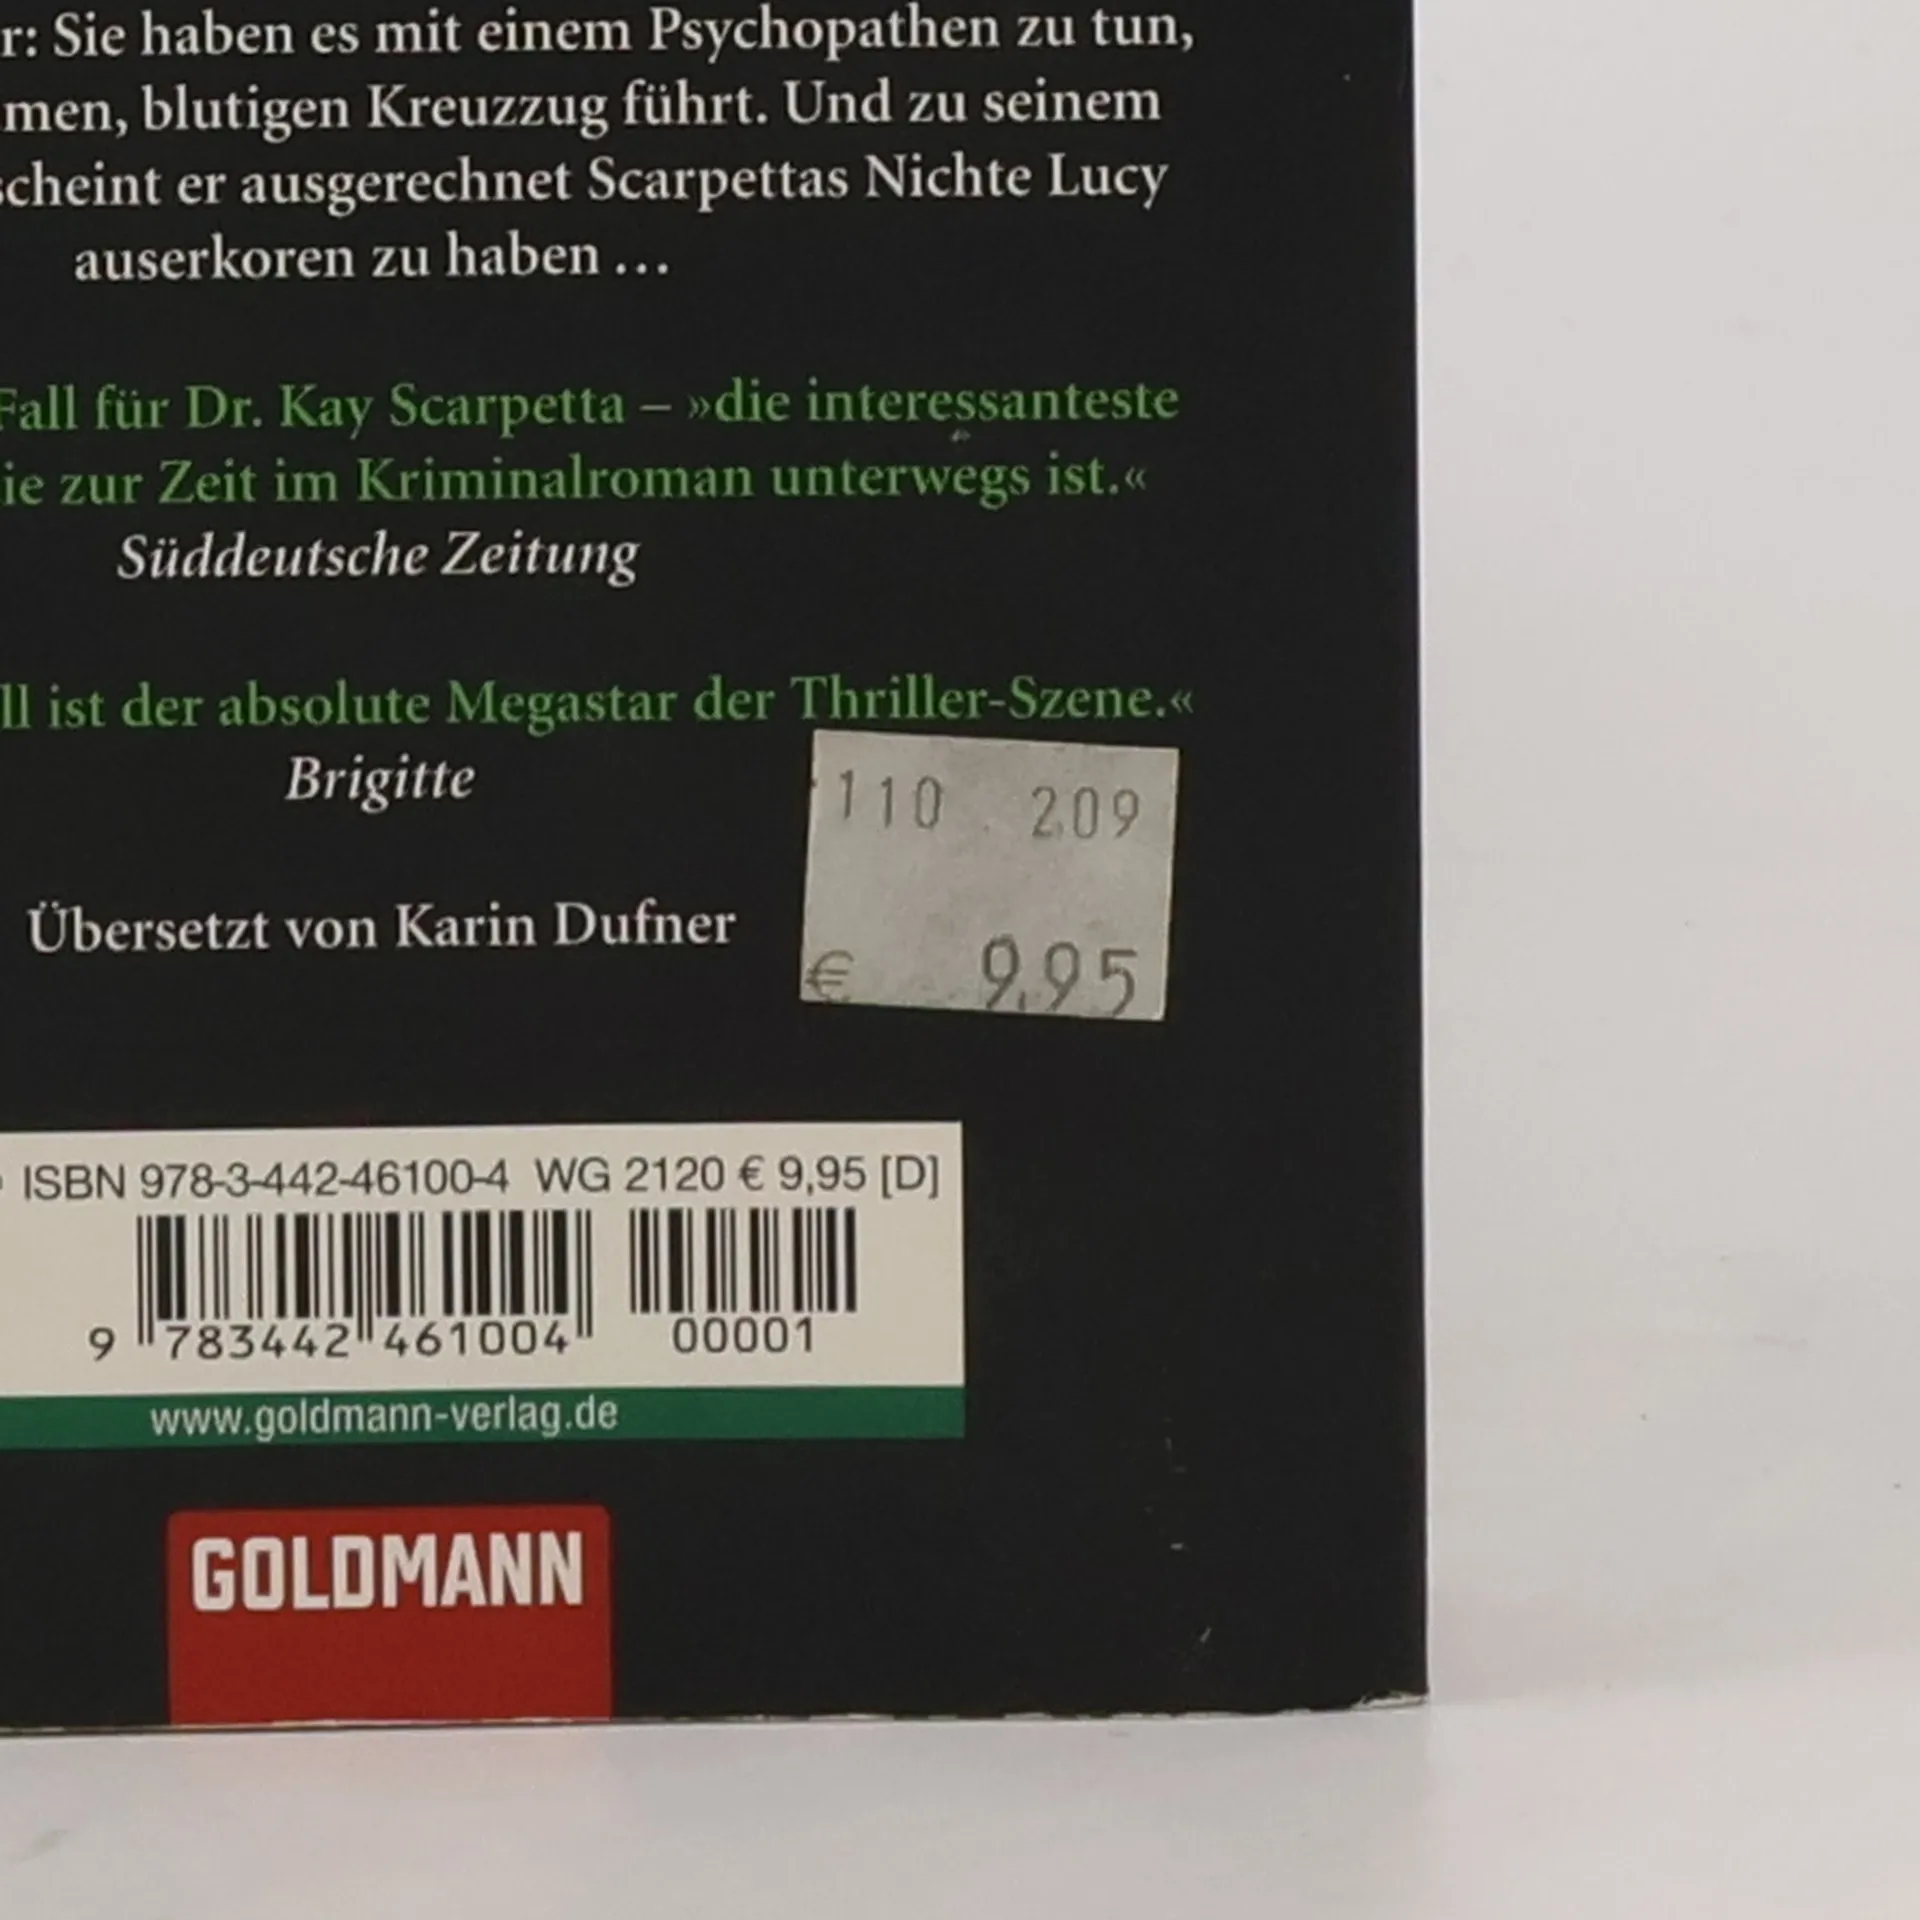 r: Sie haben es mit einem Psychopathen zu tun,
men, blutigen Kreuzzug führt. Und zu seinem
scheint er ausgerechnet Scarpettas Nichte Lucy
auserkoren zu haben …
Fall für Dr. Kay Scarpetta – »die interessanteste
ie zur Zeit im Kriminalroman unterwegs ist.«
Süddeutsche Zeitung
ll ist der absolute Megastar der Thriller-Szene.«
Brigitte
110 209
Übersetzt von Karin Dufner
€ 9,95
ISBN 978-3-442-46100-4 WG 2120 € 9,95 [D]
9 783442 461004 00001
www.goldmann-verlag.de
GOLDMANN